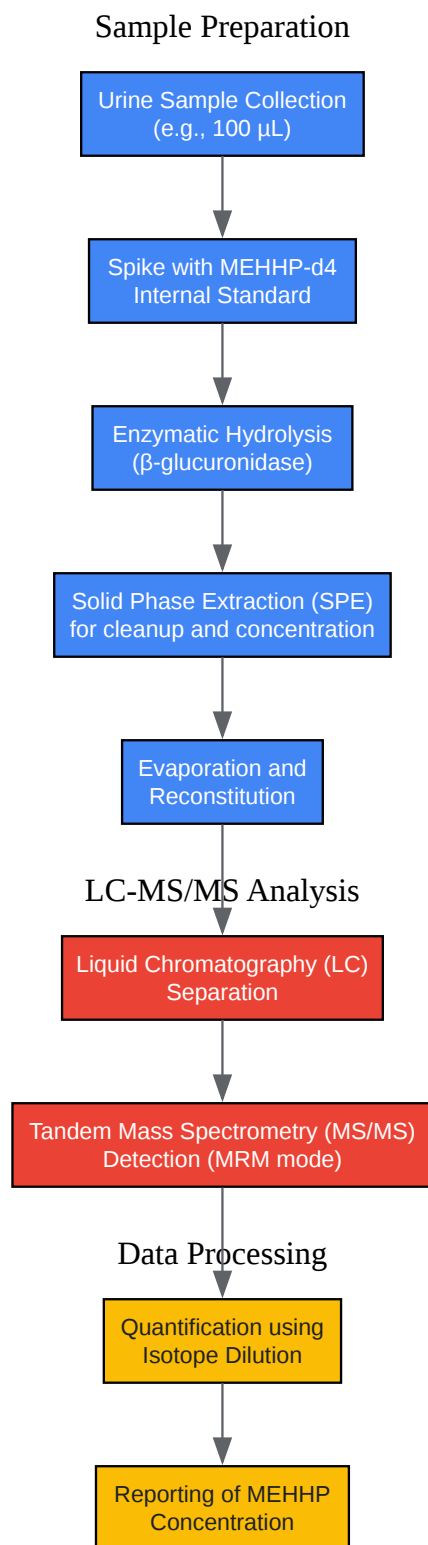 Sample Preparation
Urine Sample Collection
(e.g., 100 µL)
Spike with MEHHP-d4
Internal Standard
Enzymatic Hydrolysis
(β-glucuronidase)
Solid Phase Extraction (SPE)
for cleanup and concentration
Evaporation and
Reconstitution
LC-MS/MS Analysis
Liquid Chromatography (LC)
Separation
Tandem Mass Spectrometry (MS/MS)
Detection (MRM mode)
Data Processing
Quantification using
Isotope Dilution
Reporting of MEHHP
Concentration